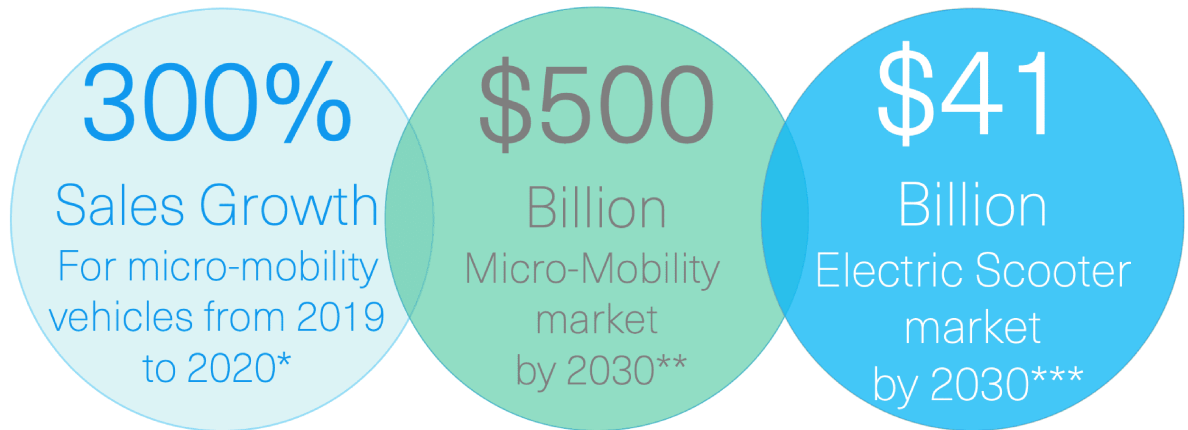 300%
Sales Growth
For micro-mobility
vehicles from 2019
to 2020*
$500
Billion
Micro-Mobility
market
by 2030**
$41
Billion
Electric Scooter
market
by 2030***